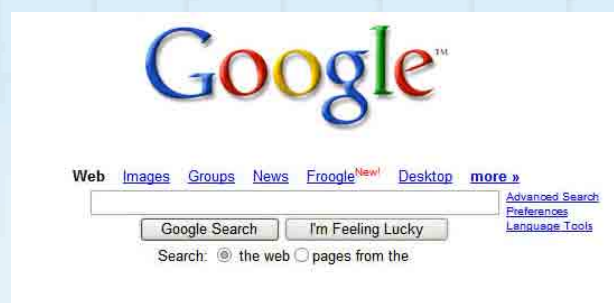 Google™
Web Images Groups News Froogle New! Desktop more »
Advanced Search
Preferences
Language Tools
Google Search I'm Feeling Lucky
Search: the web pages from the